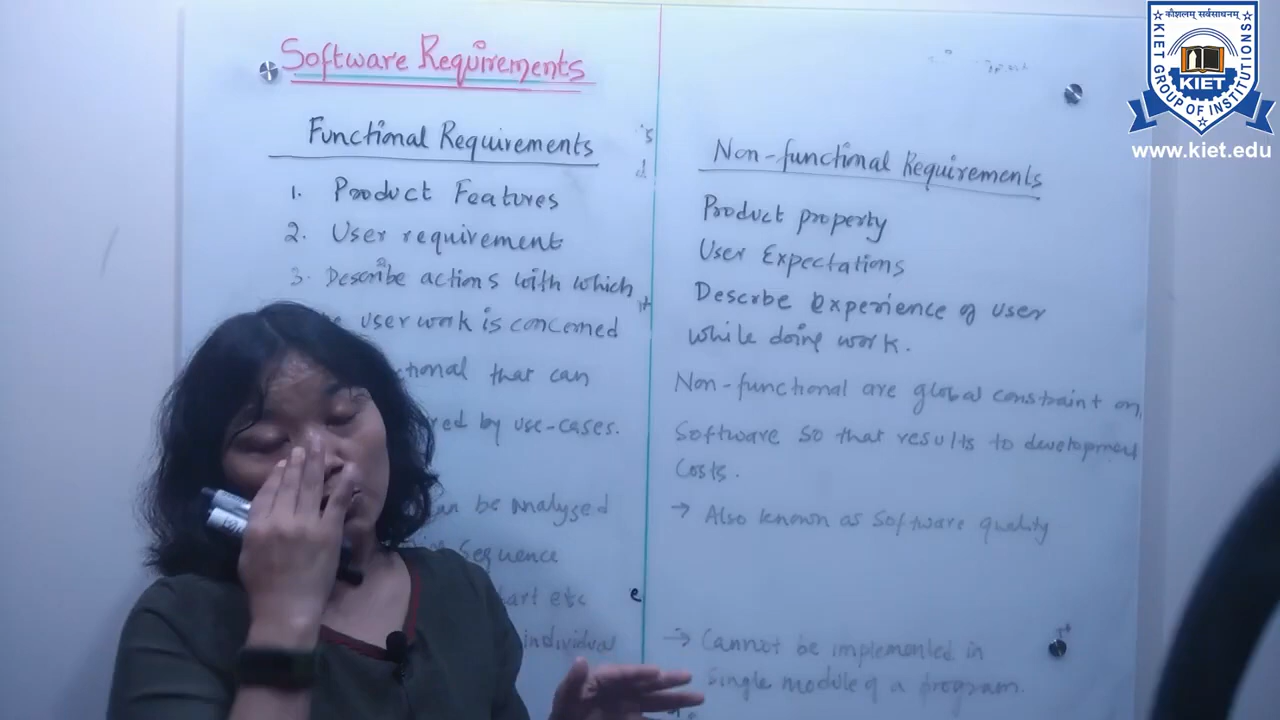 Software Requirements
Functional Requirements
1. Product Features
2. User requirement
3. Describe actions with which
user work is concerned
that can
by use-cases.
can be analysed
Sequence
etc
individual
Non-functional Requirements
Product property
User Expectations
Descrbe Experience of user
while doing work.
Non-functional are global constraint on
Software so that results to development
Costs.
→ Also known as Software quality
→ Cannot be implemented in
Single module of a program.
कौशलम् सर्वसाधनम्
KIET GROUP OF INSTITUTIONS
KIET
www.kiet.edu